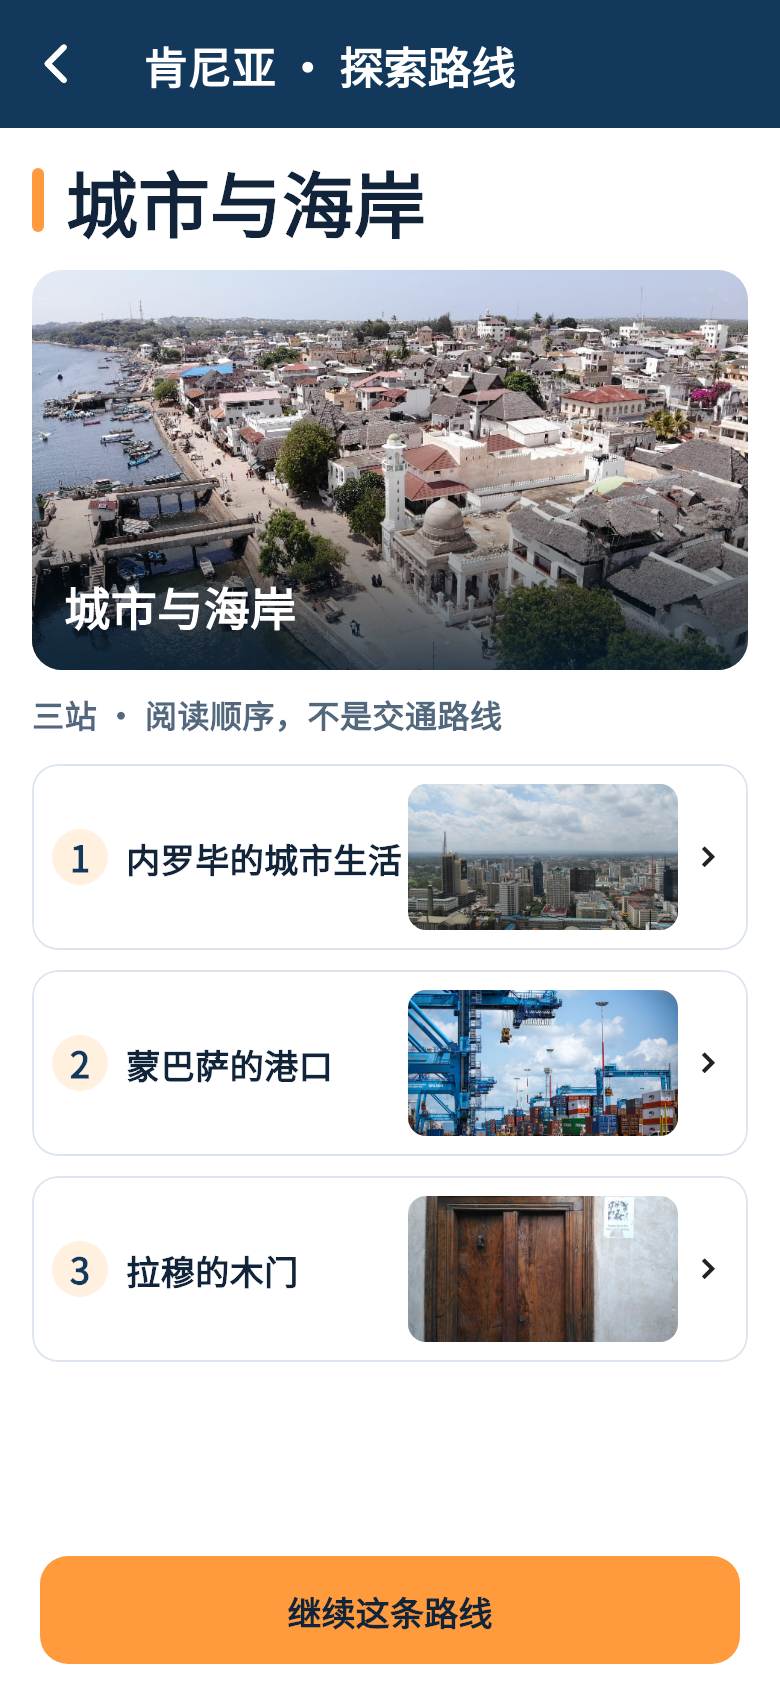 肯尼亚 · 探索路线
城市与海岸
城市与海岸
三站 · 阅读顺序，不是交通路线
1 内罗毕的城市生活
2 蒙巴萨的港口
3 拉穆的木门
继续这条路线